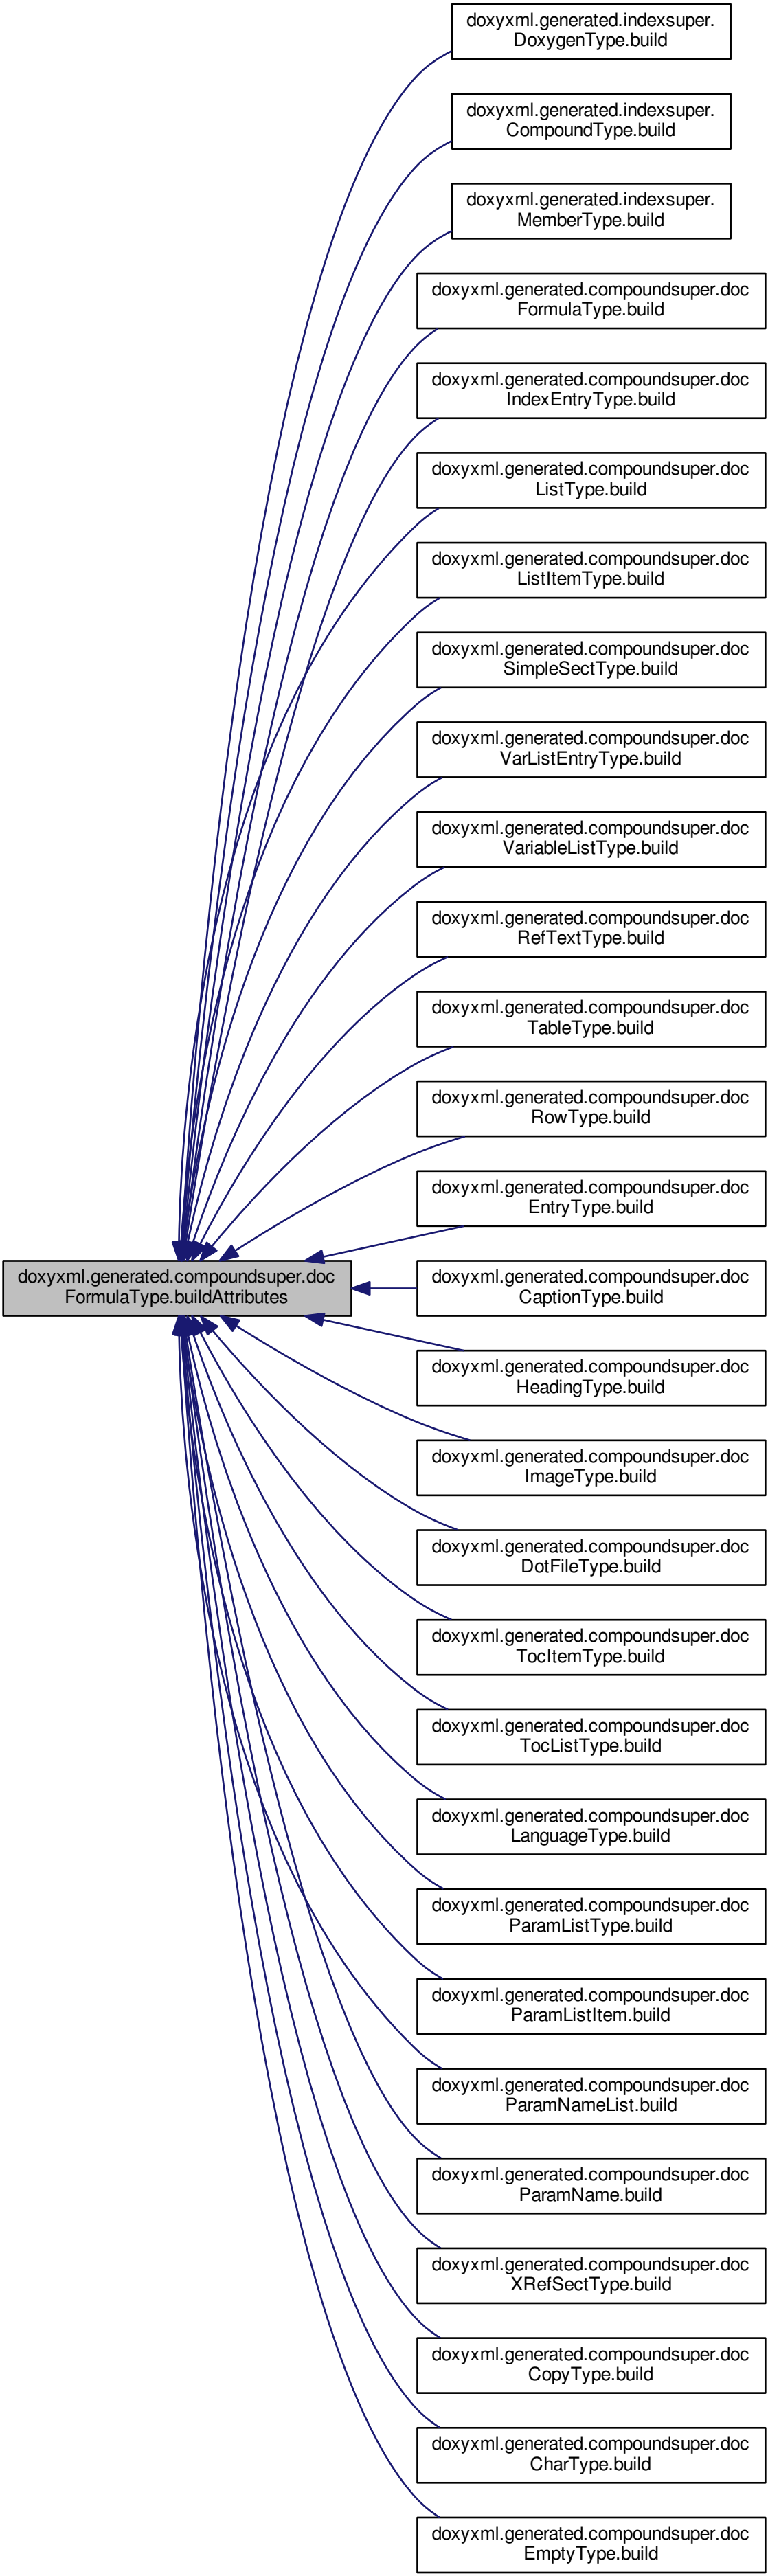 doxyxml.generated.indexsuper.
DoxygenType.build
doxyxml.generated.indexsuper.
CompoundType.build
doxyxml.generated.indexsuper.
MemberType.build
doxyxml.generated.compoundsuper.doc
FormulaType.build
doxyxml.generated.compoundsuper.doc
IndexEntryType.build
doxyxml.generated.compoundsuper.doc
ListType.build
doxyxml.generated.compoundsuper.doc
ListItemType.build
doxyxml.generated.compoundsuper.doc
SimpleSectType.build
doxyxml.generated.compoundsuper.doc
VarListEntryType.build
doxyxml.generated.compoundsuper.doc
VariableListType.build
doxyxml.generated.compoundsuper.doc
RefTextType.build
doxyxml.generated.compoundsuper.doc
TableType.build
doxyxml.generated.compoundsuper.doc
RowType.build
doxyxml.generated.compoundsuper.doc
EntryType.build
doxyxml.generated.compoundsuper.doc
FormulaType.buildAttributes
doxyxml.generated.compoundsuper.doc
CaptionType.build
doxyxml.generated.compoundsuper.doc
HeadingType.build
doxyxml.generated.compoundsuper.doc
ImageType.build
doxyxml.generated.compoundsuper.doc
DotFileType.build
doxyxml.generated.compoundsuper.doc
TocItemType.build
doxyxml.generated.compoundsuper.doc
TocListType.build
doxyxml.generated.compoundsuper.doc
LanguageType.build
doxyxml.generated.compoundsuper.doc
ParamListType.build
doxyxml.generated.compoundsuper.doc
ParamListItem.build
doxyxml.generated.compoundsuper.doc
ParamNameList.build
doxyxml.generated.compoundsuper.doc
ParamName.build
doxyxml.generated.compoundsuper.doc
XRefSectType.build
doxyxml.generated.compoundsuper.doc
CopyType.build
doxyxml.generated.compoundsuper.doc
CharType.build
doxyxml.generated.compoundsuper.doc
EmptyType.build